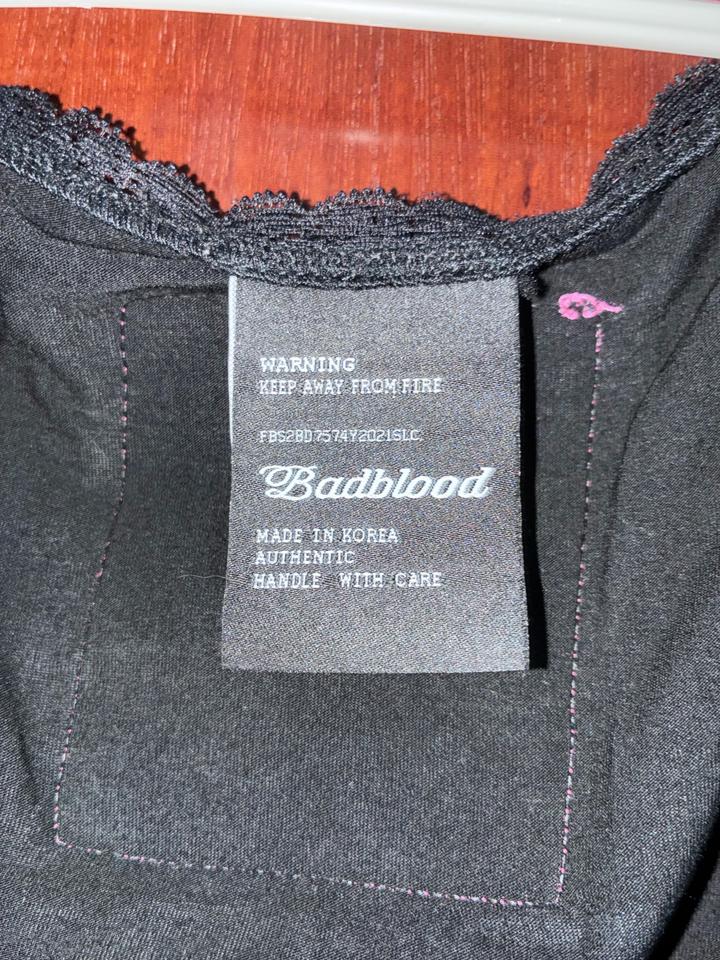 WARNING
KEEP AWAY FROM FIRE
FBS2BD7574Y2021SLC
Badblood
MADE IN KOREA
AUTHENTIC
HANDLE WITH CARE